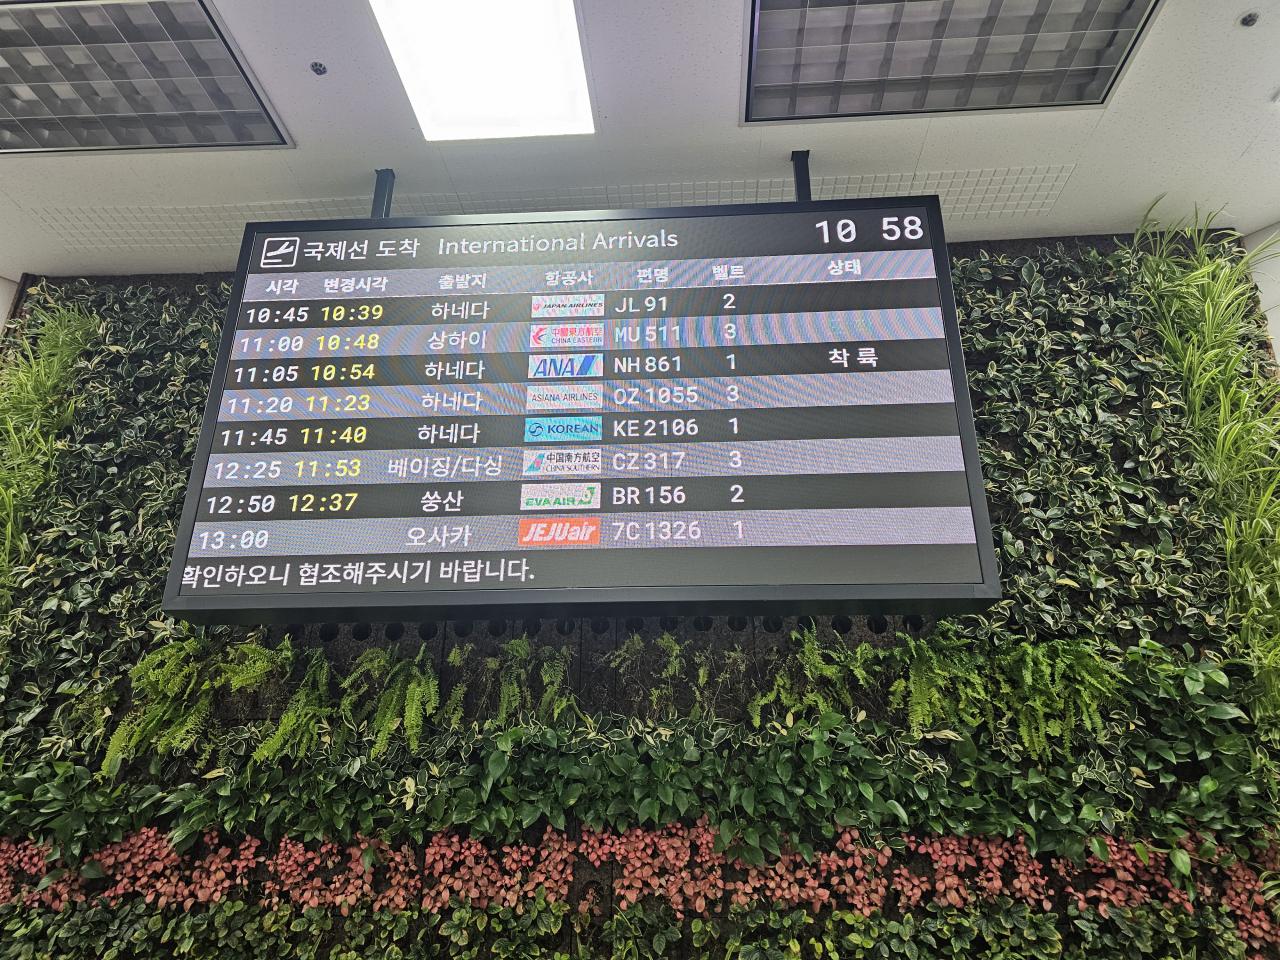 국제선 도착 International Arrivals 10 58
시각 변경시각 출발지 항공사 편명 벨트 상태
10:45 10:39 하네다 JAPAN AIRLINES JL 91 2
11:00 10:48 상하이 中國東方航空 CHINA EASTERN MU 511 3
11:05 10:54 하네다 ANA NH 861 1 착륙
11:20 11:23 하네다 ASIANA AIRLINES OZ 1055 3
11:45 11:40 하네다 KOREAN KE 2106 1
12:25 11:53 베이징/다싱 中国南方航空 CHINA SOUTHERN CZ 317 3
12:50 12:37 쑹산 EVA AIR BR 156 2
13:00 오사카 JEJUair 7C 1326 1
확인하오니 협조해주시기 바랍니다.